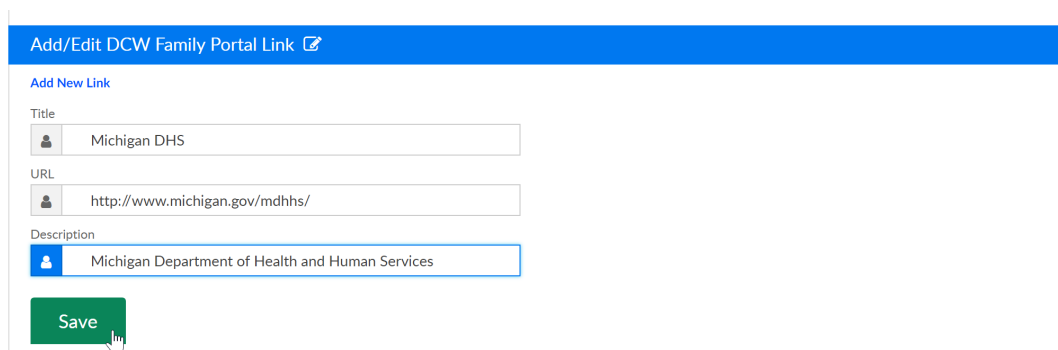 Add/Edit DCW Family Portal Link
Add New Link
Title
Michigan DHS
URL
http://www.michigan.gov/mdhhs/
Description
Michigan Department of Health and Human Services
Save